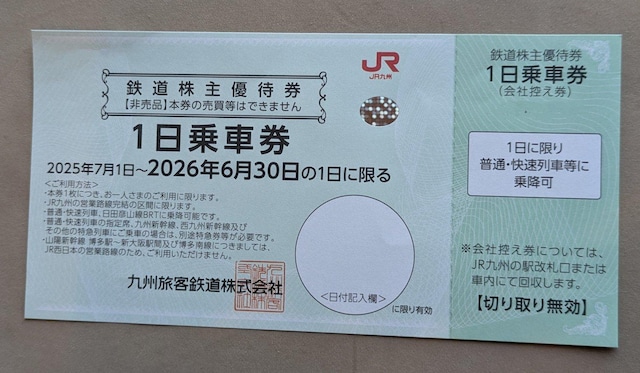 JR
JR九州
鉄道株主優待券
【非売品】本券の売買等はできません
1日乗車券
2025年7月1日～2026年6月30日の1日に限る
＜ご利用方法＞
・本券1枚につき、お一人さまのご利用に限ります。
・JR九州の営業路線完結の区間に限ります。
・普通・快速列車、日田彦山線BRTに乗降可能です。
・普通・快速列車の指定席、九州新幹線、西九州新幹線及び
その他の特急列車にご乗車の場合は、別途特急券等が必要です。
・山陽新幹線 博多駅～新大阪駅間及び博多南線につきましては、
JR西日本の営業路線のため、ご利用いただけません。
九州旅客鉄道株式会社
＜日付記入欄＞
に限り有効
鉄道株主優待券
1日乗車券
(会社控え券)
1日に限り
普通・快速列車等に
乗降可
※会社控え券については、
JR九州の駅改札口または
車内にて回収します。
【切り取り無効】